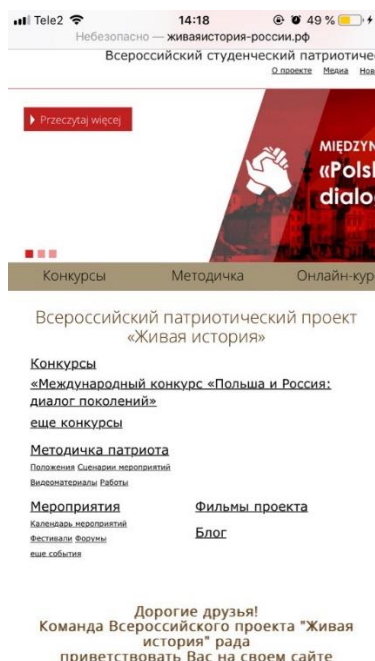 Tele2 14:18 49 %
Небезопасно — живаяистория-россии.рф
Всероссийский студенческий патриотичес
О проекте Медиа Нов
Przeczytaj więcej
MIĘDZYN
«Polsk
dialo
Конкурсы Методичка Онлайн-кур
Всероссийский патриотический проект
«Живая история»
Конкурсы
«Международный конкурс «Польша и Россия:
диалог поколений»
еще конкурсы
Методичка патриота
Положения Сценарии мероприятий
Видеоматериалы Работы
Мероприятия Фильмы проекта
Календарь мероприятий
Фестивали Форумы Блог
еще события
Дорогие друзья!
Команда Всероссийского проекта "Живая
история" рада
приветствовать Вас на своем сайте